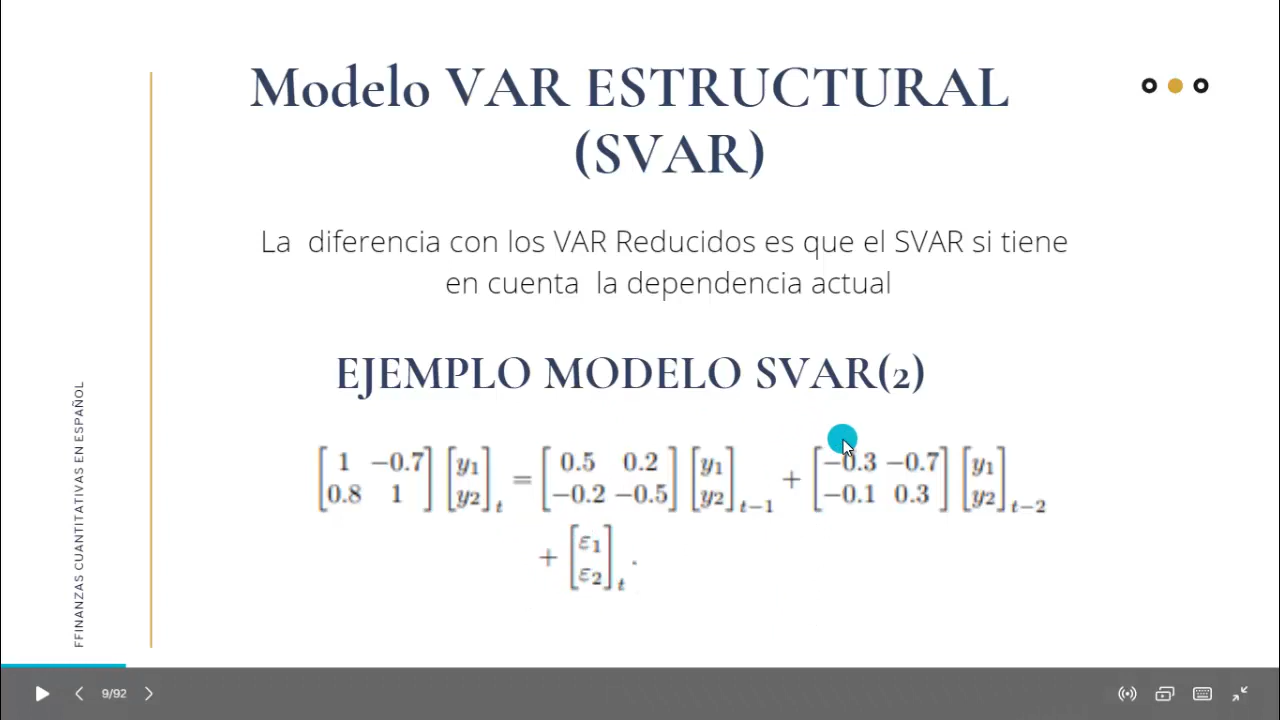 Modelo VAR ESTRUCTURAL
(SVAR)
La diferencia con los VAR Reducidos es que el SVAR si tiene
en cuenta la dependencia actual
EJEMPLO MODELO SVAR(2)
[1 −0.7; 0.8 1] [y1; y2]t = [0.5 0.2; −0.2 −0.5] [y1; y2]t−1 + [−0.3 −0.7; −0.1 0.3] [y1; y2]t−2
+ [ε1; ε2]t.
FFINANZAS CUANTITATIVAS EN ESPAÑOL
9/92